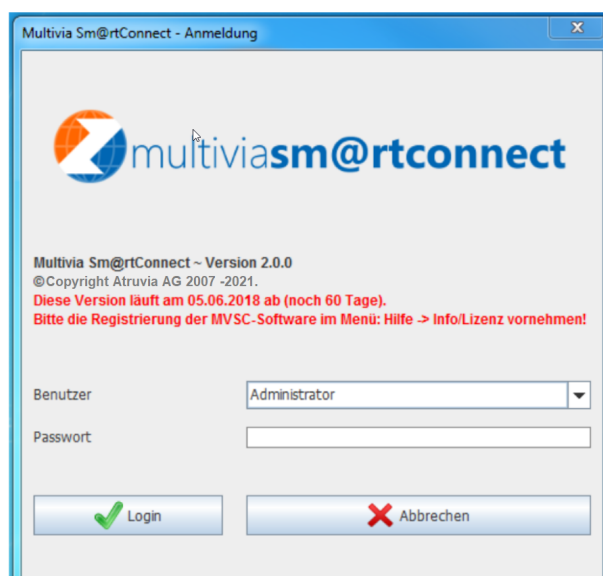 Multivia Sm@rtConnect - Anmeldung
multiviasm@rtconnect
Multivia Sm@rtConnect ~ Version 2.0.0
©Copyright Atruvia AG 2007 -2021.
Diese Version läuft am 05.06.2018 ab (noch 60 Tage).
Bitte die Registrierung der MVSC-Software im Menü: Hilfe -> Info/Lizenz vornehmen!
Benutzer Administrator
Passwort
Login Abbrechen